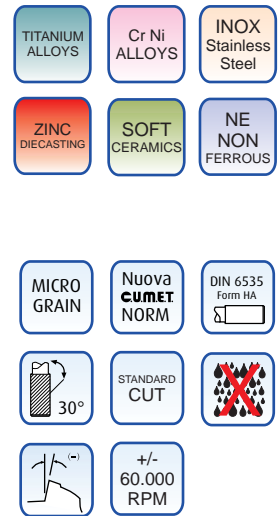 TITANIUM
ALLOYS
Cr Ni
ALLOYS
INOX
Stainless
Steel
ZINC
DIECASTING
SOFT
CERAMICS
NE
NON
FERROUS
MICRO
GRAIN
Nuova
C.U.M.E.T.
NORM
DIN 6535
Form HA
30°
STANDARD
CUT
(-)
+/-
60.000
RPM